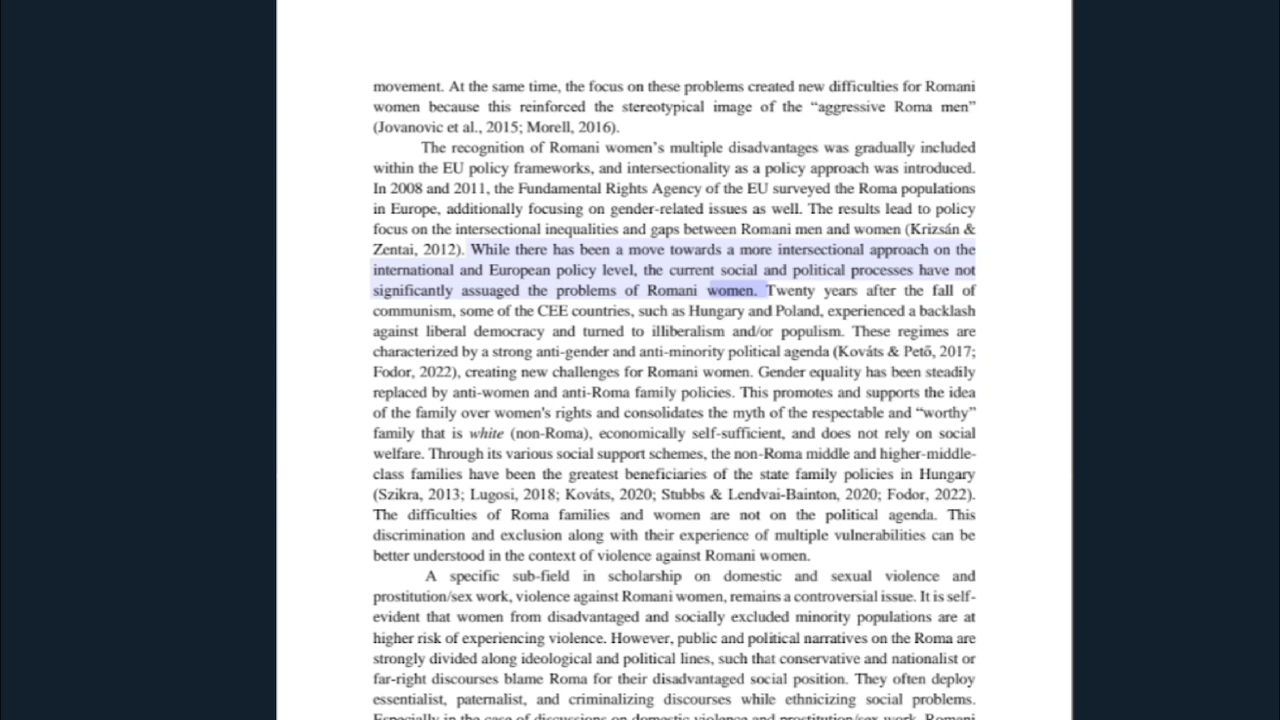 movement. At the same time, the focus on these problems created new difficulties for Romani
women because this reinforced the stereotypical image of the “aggressive Roma men”
(Jovanovic et al., 2015; Morell, 2016).
The recognition of Romani women’s multiple disadvantages was gradually included
within the EU policy frameworks, and intersectionality as a policy approach was introduced.
In 2008 and 2011, the Fundamental Rights Agency of the EU surveyed the Roma populations
in Europe, additionally focusing on gender-related issues as well. The results lead to policy
focus on the intersectional inequalities and gaps between Romani men and women (Krizsán &
Zentai, 2012). While there has been a move towards a more intersectional approach on the
international and European policy level, the current social and political processes have not
significantly assuaged the problems of Romani women. Twenty years after the fall of
communism, some of the CEE countries, such as Hungary and Poland, experienced a backlash
against liberal democracy and turned to illiberalism and/or populism. These regimes are
characterized by a strong anti-gender and anti-minority political agenda (Kováts & Pető, 2017;
Fodor, 2022), creating new challenges for Romani women. Gender equality has been steadily
replaced by anti-women and anti-Roma family policies. This promotes and supports the idea
of the family over women's rights and consolidates the myth of the respectable and “worthy”
family that is white (non-Roma), economically self-sufficient, and does not rely on social
welfare. Through its various social support schemes, the non-Roma middle and higher-middle-
class families have been the greatest beneficiaries of the state family policies in Hungary
(Szikra, 2013; Lugosi, 2018; Kováts, 2020; Stubbs & Lendvai-Bainton, 2020; Fodor, 2022).
The difficulties of Roma families and women are not on the political agenda. This
discrimination and exclusion along with their experience of multiple vulnerabilities can be
better understood in the context of violence against Romani women.
A specific sub-field in scholarship on domestic and sexual violence and
prostitution/sex work, violence against Romani women, remains a controversial issue. It is self-
evident that women from disadvantaged and socially excluded minority populations are at
higher risk of experiencing violence. However, public and political narratives on the Roma are
strongly divided along ideological and political lines, such that conservative and nationalist or
far-right discourses blame Roma for their disadvantaged social position. They often deploy
essentialist, paternalist, and criminalizing discourses while ethnicizing social problems.
Especially in the case of discussions on domestic violence and prostitution/sex work, Romani